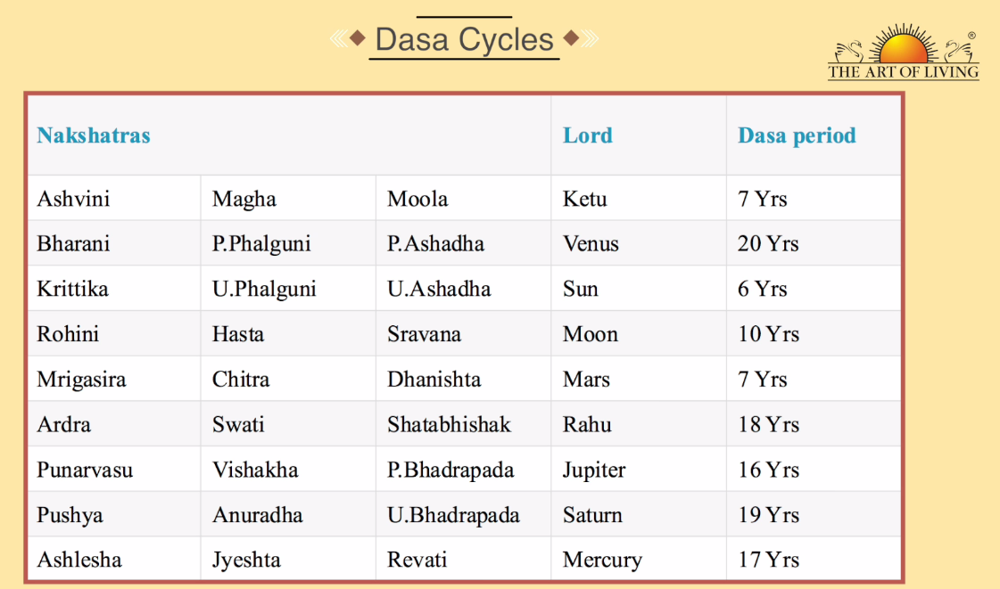 Dasa Cycles
THE ART OF LIVING
®
Nakshatras Lord Dasa period
Ashvini Magha Moola Ketu 7 Yrs
Bharani P.Phalguni P.Ashadha Venus 20 Yrs
Krittika U.Phalguni U.Ashadha Sun 6 Yrs
Rohini Hasta Sravana Moon 10 Yrs
Mrigasira Chitra Dhanishta Mars 7 Yrs
Ardra Swati Shatabhishak Rahu 18 Yrs
Punarvasu Vishakha P.Bhadrapada Jupiter 16 Yrs
Pushya Anuradha U.Bhadrapada Saturn 19 Yrs
Ashlesha Jyeshta Revati Mercury 17 Yrs